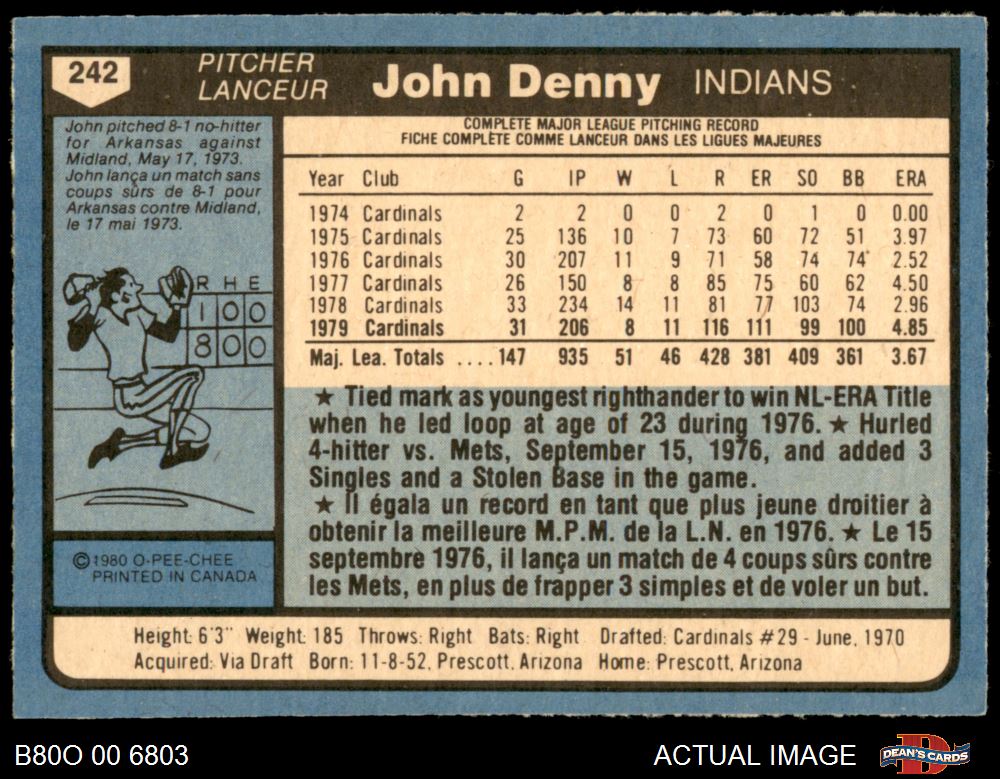 242
PITCHER
LANCEUR
John Denny INDIANS
John pitched 8-1 no-hitter
for Arkansas against
Midland, May 17, 1973.
John lança un match sans
coups sûrs de 8-1 pour
Arkansas contre Midland,
le 17 mai 1973.
R H E
1 0 0
8 0 0
©1980 O-PEE-CHEE
PRINTED IN CANADA
COMPLETE MAJOR LEAGUE PITCHING RECORD
FICHE COMPLÈTE COMME LANCEUR DANS LES LIGUES MAJEURES
Year Club G IP W L R ER SO BB ERA
1974 Cardinals 2 2 0 0 2 0 1 0 0.00
1975 Cardinals 25 136 10 7 73 60 72 51 3.97
1976 Cardinals 30 207 11 9 71 58 74 74 2.52
1977 Cardinals 26 150 8 8 85 75 60 62 4.50
1978 Cardinals 33 234 14 11 81 77 103 74 2.96
1979 Cardinals 31 206 8 11 116 111 99 100 4.85
Maj. Lea. Totals ....147 935 51 46 428 381 409 361 3.67
★ Tied mark as youngest righthander to win NL-ERA Title
when he led loop at age of 23 during 1976. ★ Hurled
4-hitter vs. Mets, September 15, 1976, and added 3
Singles and a Stolen Base in the game.
★ Il égala un record en tant que plus jeune droitier à
obtenir la meilleure M.P.M. de la L.N. en 1976. ★ Le 15
septembre 1976, il lança un match de 4 coups sûrs contre
les Mets, en plus de frapper 3 simples et de voler un but.
Height: 6'3" Weight: 185 Throws: Right Bats: Right Drafted: Cardinals #29 - June, 1970
Acquired: Via Draft Born: 11-8-52, Prescott, Arizona Home: Prescott, Arizona
B80O 00 6803
ACTUAL IMAGE
DEAN'S CARDS